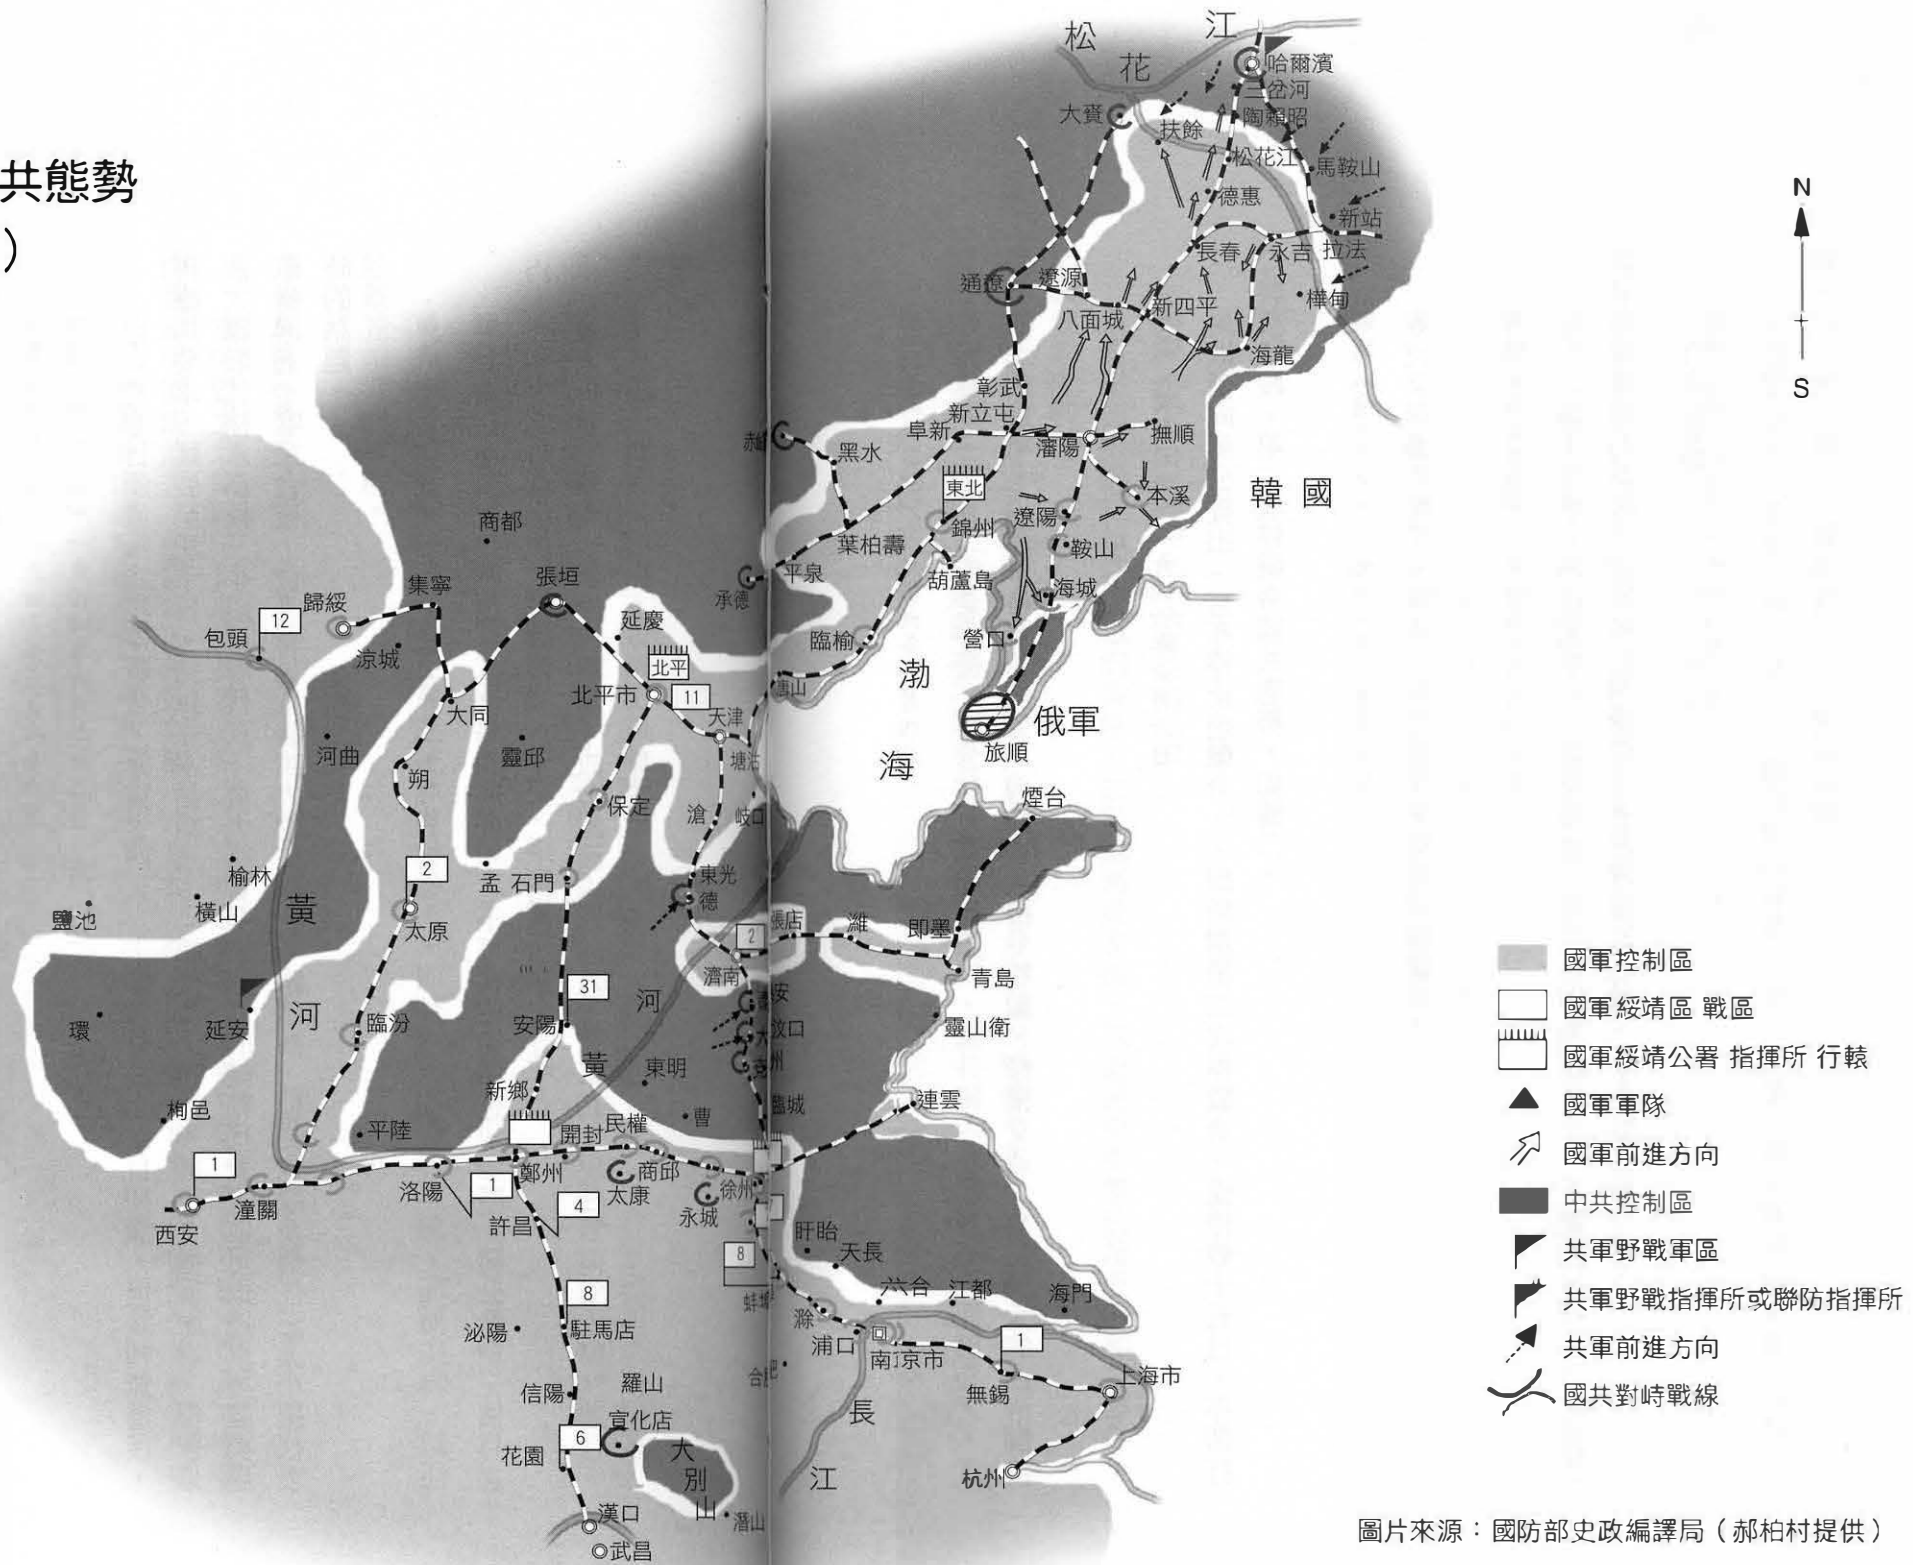 共態勢
）
松
花
江
哈爾濱
三岔河
陶賴昭
大賚
扶餘
松花江
馬鞍山
德惠
新站
長春
永吉
拉法
通遼
遼源
樺甸
八面城
新四平
海龍
彰武
新立屯
阜新
瀋陽
撫順
黑水
東北
本溪
遼陽
錦州
韓國
葉柏壽
鞍山
平泉
葫蘆島
海城
承德
臨榆
營口
渤
海
俄軍
旅順
N
S
商都
集寧
張垣
歸綏
12
包頭
涼城
延慶
北平
北平市
11
天津
唐山
塘沽
大同
河曲
靈邱
朔
保定
滄
岐口
煙台
榆林
2
孟
石門
東光
德
橫山
鹽池
黃
河
太原
2
張店
濰
即墨
濟南
青島
31
河
環
延安
臨汾
安陽
靈山衛
黃
東明
新鄉
連雲
栒邑
平陸
開封
民權
曹
臨城
1
鄭州
商邱
太康
徐州
洛陽
1
4
永城
潼關
西安
許昌
盱眙
天長
8
六合
江都
海門
8
泌陽
駐馬店
滁
浦口
南京市
1
上海市
無錫
信陽
羅山
宣化店
合肥
長
江
花園
6
大
別
山
潛山
杭州
漢口
武昌
國軍控制區
國軍綏靖區 戰區
國軍綏靖公署 指揮所 行轅
國軍軍隊
國軍前進方向
中共控制區
共軍野戰軍區
共軍野戰指揮所或聯防指揮所
共軍前進方向
國共對峙戰線
圖片來源：國防部史政編譯局（郝柏村提供）